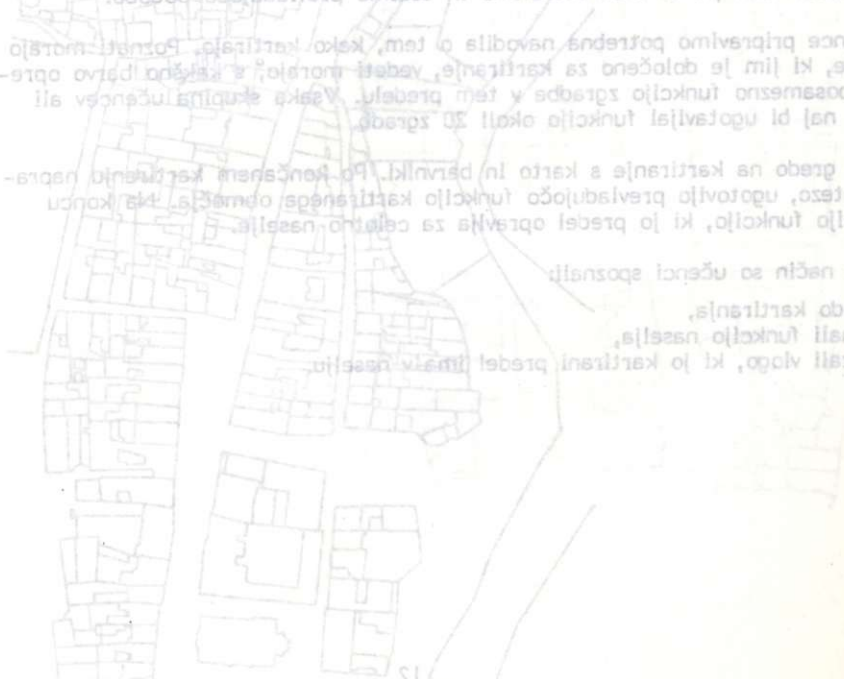 nce pripravimo potrebna navodila o tem, kako kartirajo. Poznati morajo
e, ki jim je določeno za kartiranje, vedeti morajo, s kakšno barvo opre-
posamezno funkcijo zgradbe v tem predelu. Vsaka skupina učencev ali
naj bi ugotavljal funkcijo okoli 20 zgradb.
gredo na kartiranje s karto in barvniki. Po končanem kartiranju napra-
tezo, ugotovijo prevladujočo funkcijo kartiranega območja. Na koncu
ijo funkcijo, ki jo predel opravlja za celotno naselje.
način so učenci spoznali:
do kartiranja,
nali funkcijo naselja,
zali vlogo, ki jo kartirani predel ima v naselju.
12